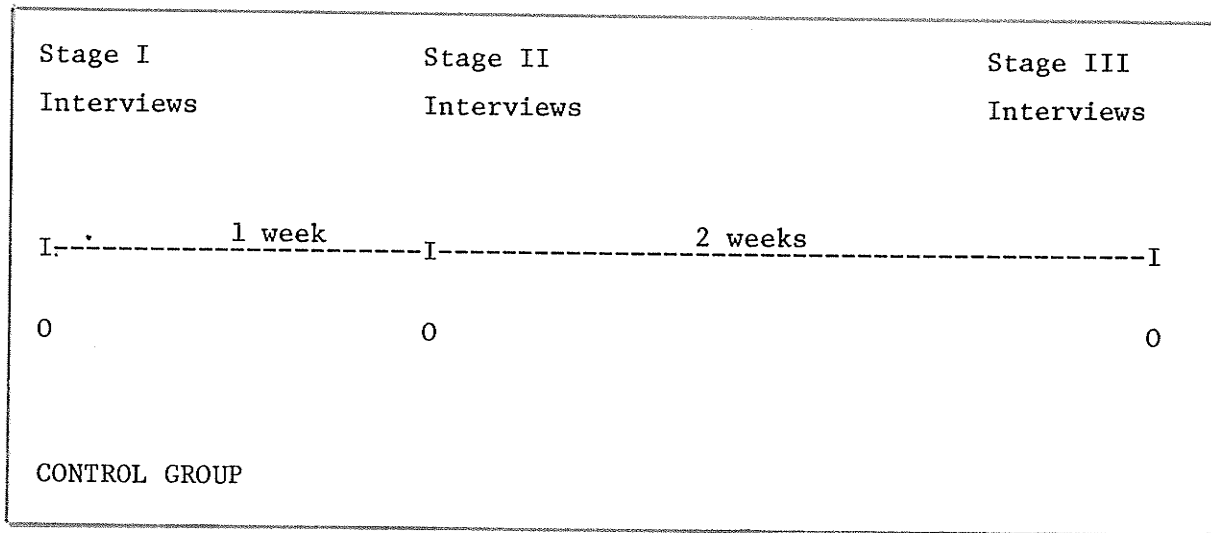 Stage I Stage II Stage III
Interviews Interviews Interviews
1 week 2 weeks
I-----------------------I---------------------------------------------I
O O O
CONTROL GROUP